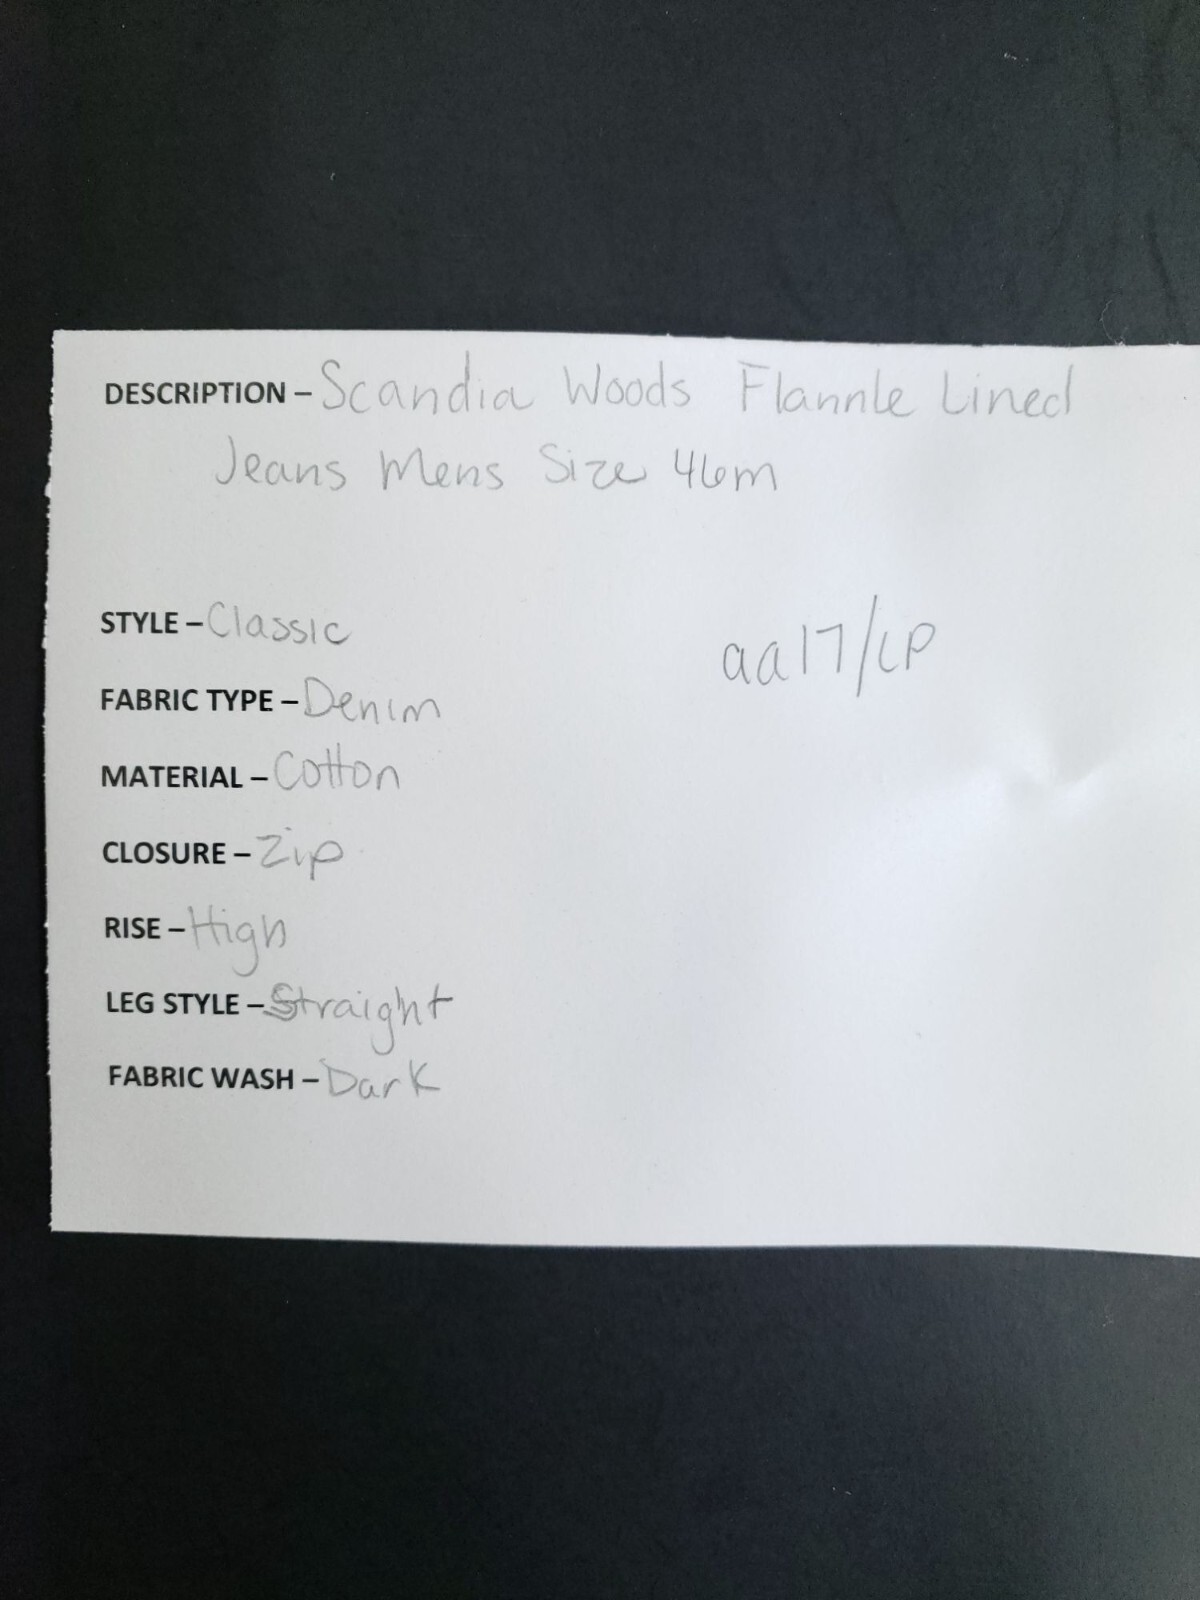 DESCRIPTION – Scandia Woods Flannle Lined
Jeans Mens Size 46m
STYLE – Classic
aa17/LP
FABRIC TYPE – Denim
MATERIAL – Cotton
CLOSURE – Zip
RISE – High
LEG STYLE – Straight
FABRIC WASH – Dark